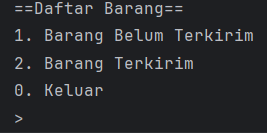 ==Daftar Barang==
1. Barang Belum Terkirim
2. Barang Terkirim
0. Keluar
>